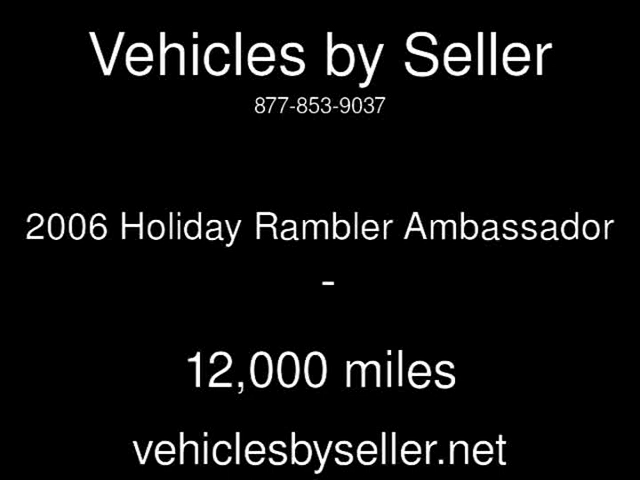 Vehicles by Seller
877-853-9037
2006 Holiday Rambler Ambassador
-
12,000 miles
vehiclesbyseller.net